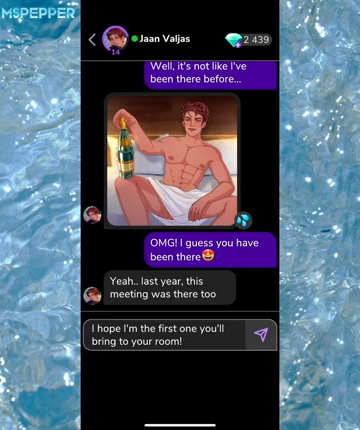 MSPEPPER
Jaan Valjas
2 439
14
Well, it's not like I've
been there before...
OMG! I guess you have
been there🤩
Yeah.. last year, this
meeting was there too
I hope I'm the first one you'll
bring to your room!